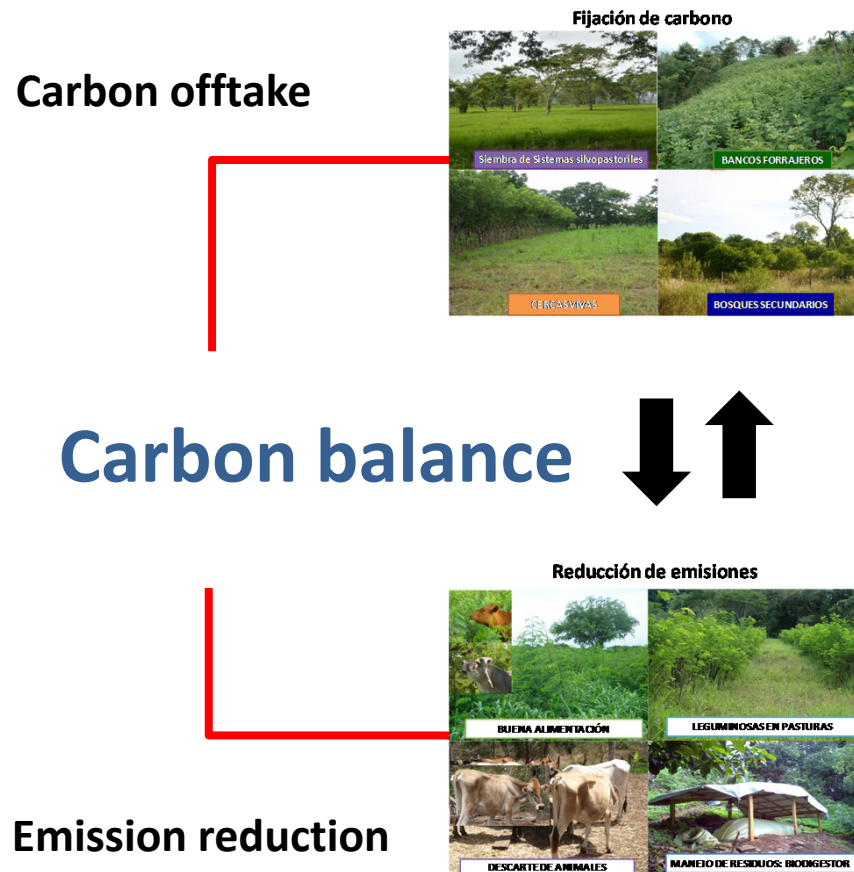 Fijación de carbono
Carbon offtake
Siembra de Sistemas silvopastoriles
BANCOS FORRAJEROS
CERCAS VIVAS
BOSQUES SECUNDARIOS
Carbon balance
Reducción de emisiones
BUENA ALIMENTACIÓN
LEGUMINOSAS EN PASTURAS
DESCARTE DE ANIMALES
MANEJO DE RESIDUOS: BIODIGESTOR
Emission reduction